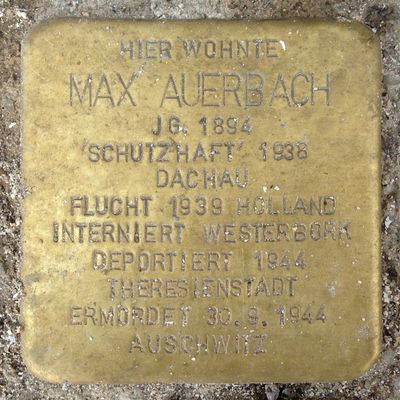 HIER WOHNTE
MAX AUERBACH
JG. 1894
'SCHUTZHAFT' 1938
DACHAU
FLUCHT 1939 HOLLAND
INTERNIERT WESTERBORK
DEPORTIERT 1944
THERESIENSTADT
ERMORDET 30.9.1944
AUSCHWITZ